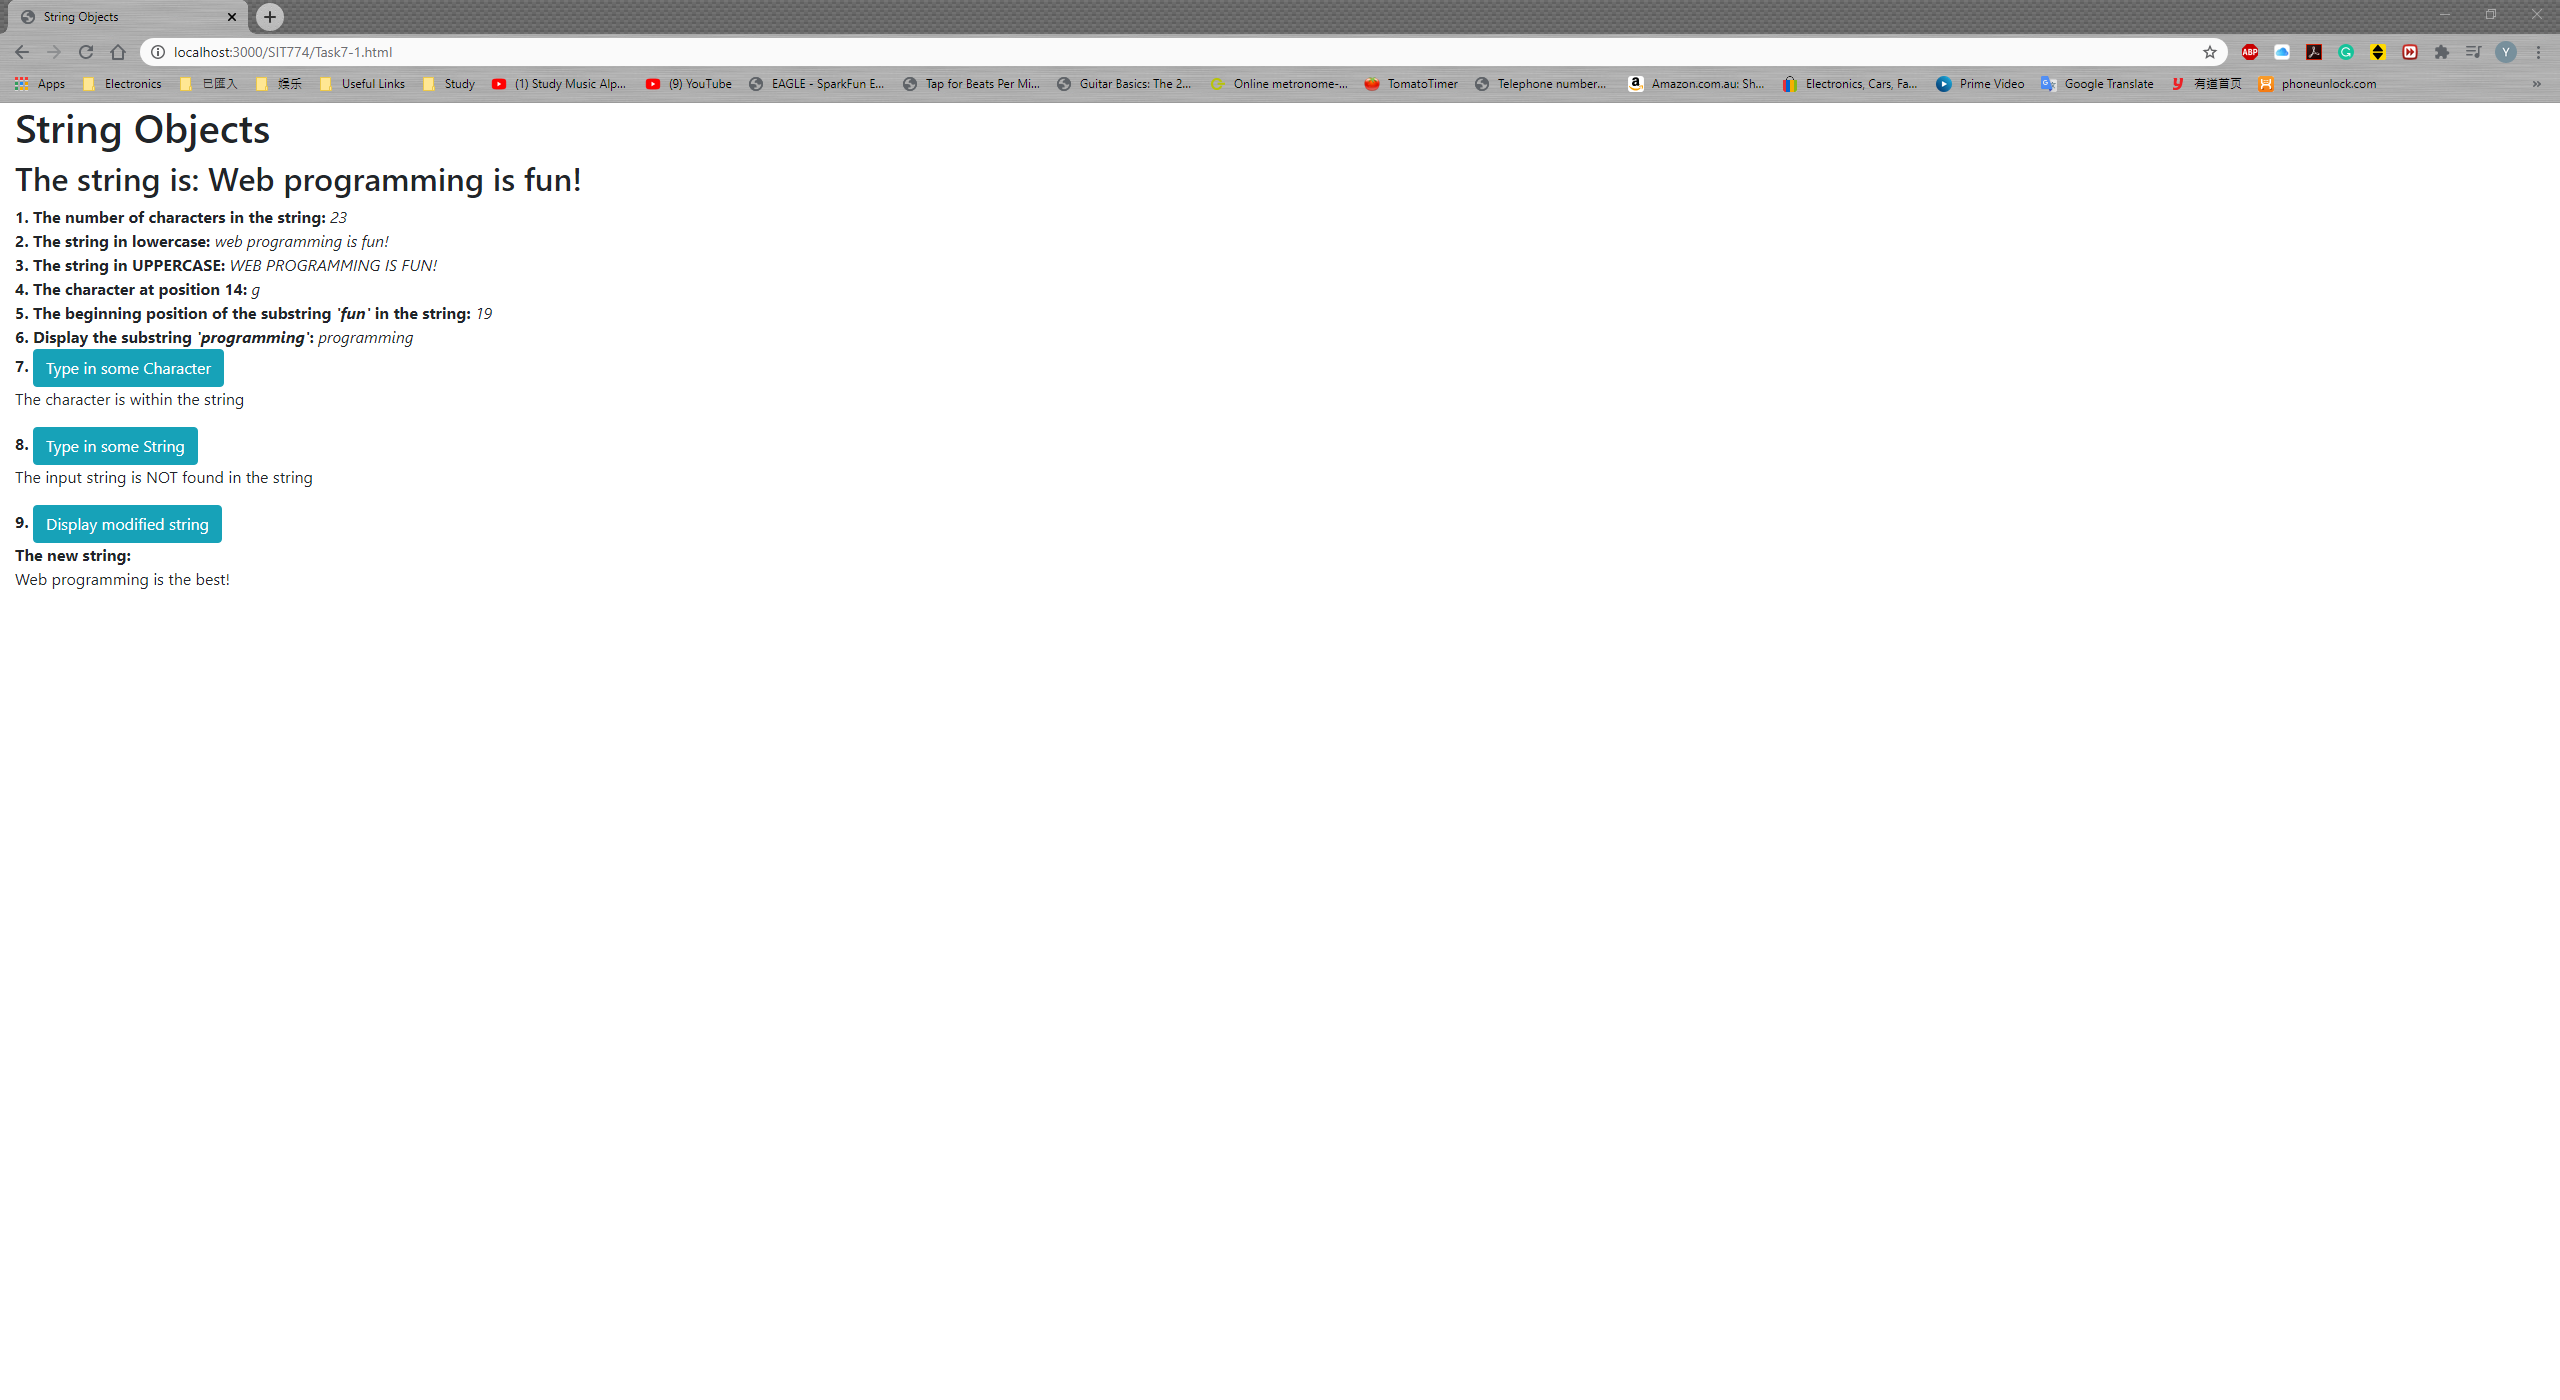 String Objects
localhost:3000/SIT774/Task7-1.html
ABP
Y
Apps Electronics 已匯入 娱乐 Useful Links Study (1) Study Music Alp... (9) YouTube EAGLE - SparkFun E... Tap for Beats Per Mi... Guitar Basics: The 2... Online metronome-... TomatoTimer Telephone number... Amazon.com.au: Sh... Electronics, Cars, Fa... Prime Video Google Translate 有道首页 phoneunlock.com »
String Objects
The string is: Web programming is fun!
1. The number of characters in the string: 23
2. The string in lowercase: web programming is fun!
3. The string in UPPERCASE: WEB PROGRAMMING IS FUN!
4. The character at position 14: g
5. The beginning position of the substring `fun` in the string: 19
6. Display the substring `programming`: programming
7. Type in some Character
The character is within the string
8. Type in some String
The input string is NOT found in the string
9. Display modified string
The new string:
Web programming is the best!